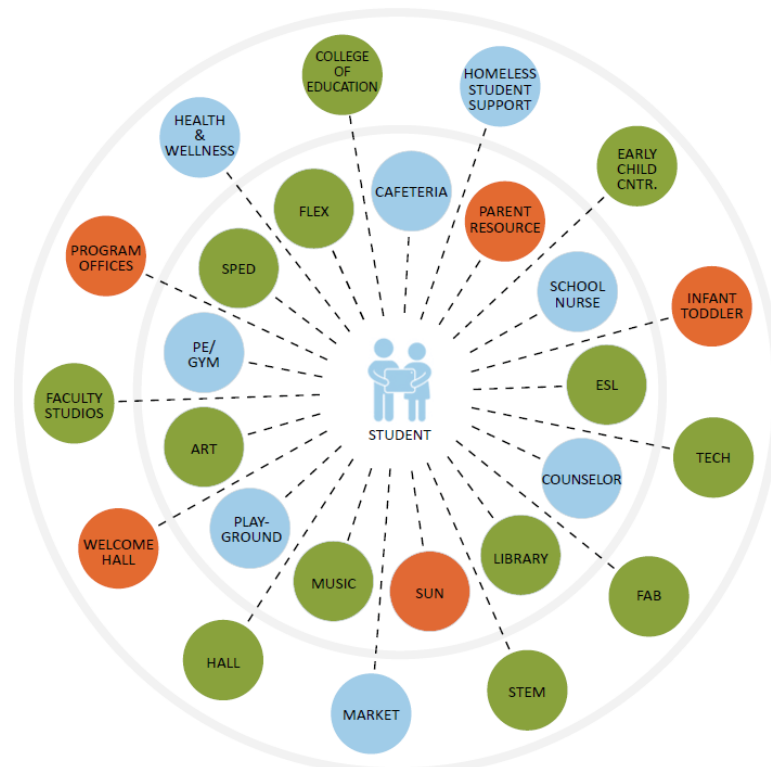 COLLEGE
OF
EDUCATION
HOMELESS
STUDENT
SUPPORT
HEALTH
&
WELLNESS
EARLY
CHILD
CNTR.
CAFETERIA
FLEX
PARENT
RESOURCE
PROGRAM
OFFICES
SPED
SCHOOL
NURSE
INFANT
TODDLER
PE/
GYM
FACULTY
STUDIOS
ESL
STUDENT
ART
TECH
COUNSELOR
PLAY-
GROUND
WELCOME
HALL
LIBRARY
MUSIC
SUN
FAB
HALL
STEM
MARKET